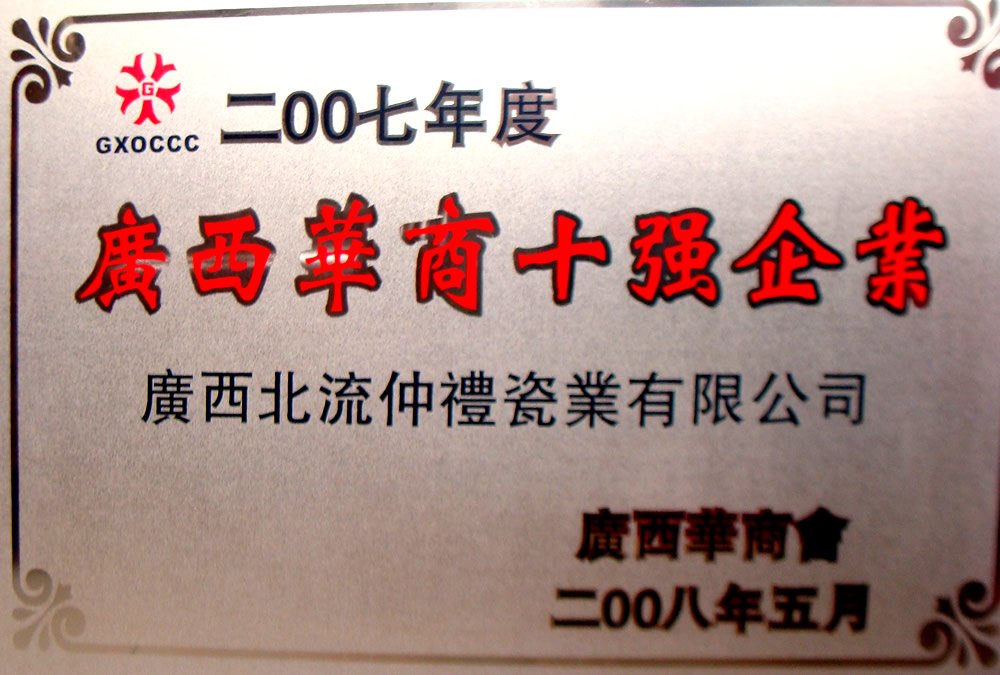 G
GXOCCC
二00七年度
廣西華商十强企業
廣西北流仲禮瓷業有限公司
廣西華商會
二00八年五月